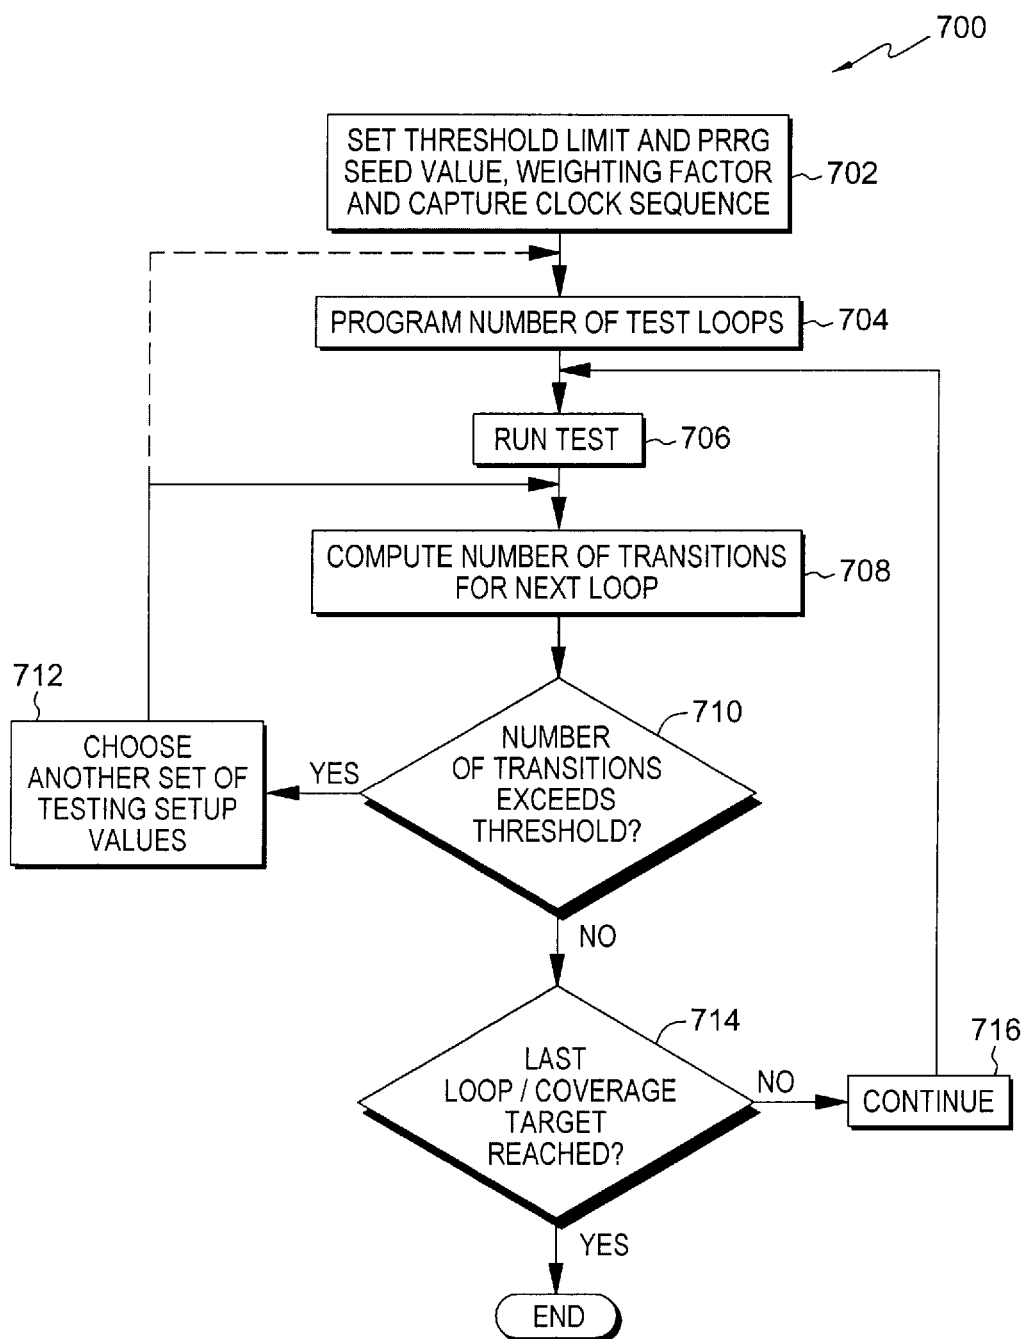 700
SET THRESHOLD LIMIT AND PRRG
SEED VALUE, WEIGHTING FACTOR
AND CAPTURE CLOCK SEQUENCE
702
PROGRAM NUMBER OF TEST LOOPS
704
RUN TEST
706
COMPUTE NUMBER OF TRANSITIONS
FOR NEXT LOOP
708
712
CHOOSE
ANOTHER SET OF
TESTING SETUP
VALUES
YES
710
NUMBER
OF TRANSITIONS
EXCEEDS
THRESHOLD?
NO
714
LAST
LOOP / COVERAGE
TARGET
REACHED?
NO
716
CONTINUE
YES
END